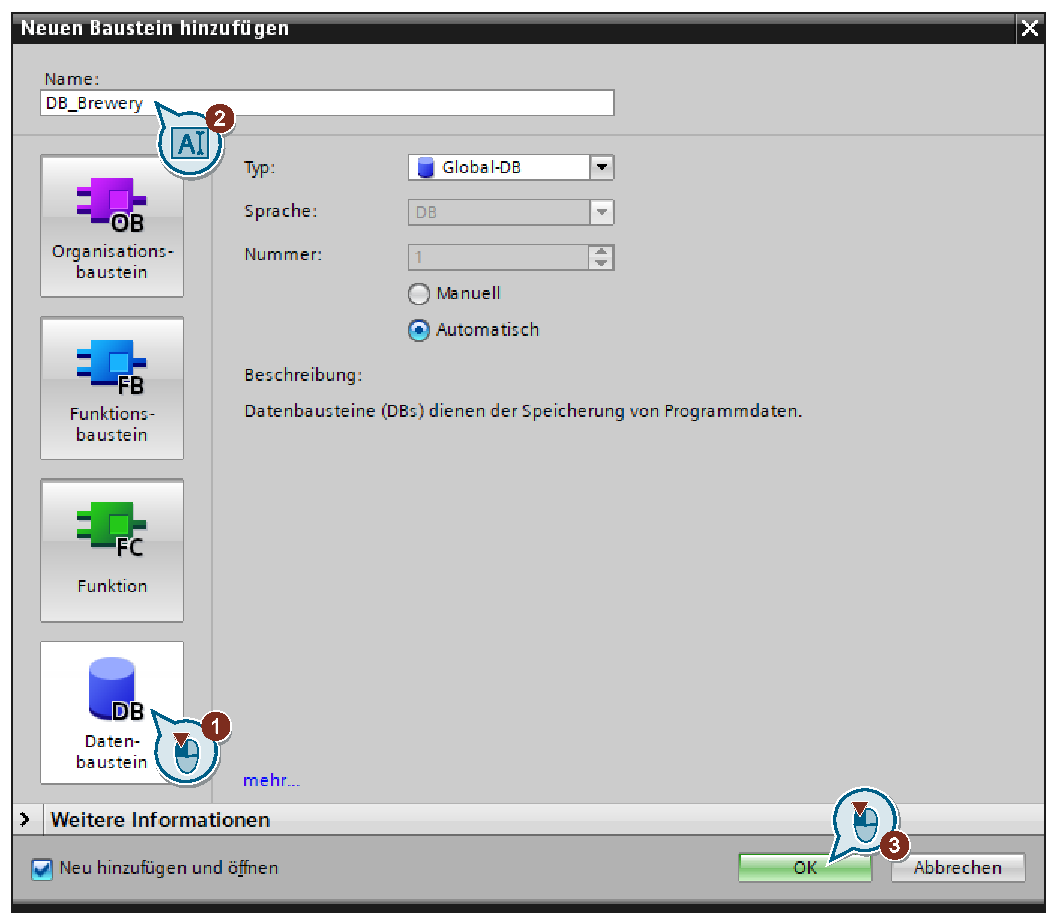 Neuen Baustein hinzufügen
Name:
DB_Brewery
2
AI
OB
Organisations-
baustein
FB
Funktions-
baustein
FC
Funktion
DB
Daten-
baustein
1
Typ:
Global-DB
Sprache:
DB
Nummer:
1
Manuell
Automatisch
Beschreibung:
Datenbausteine (DBs) dienen der Speicherung von Programmdaten.
mehr...
Weitere Informationen
Neu hinzufügen und öffnen
3
OK
Abbrechen